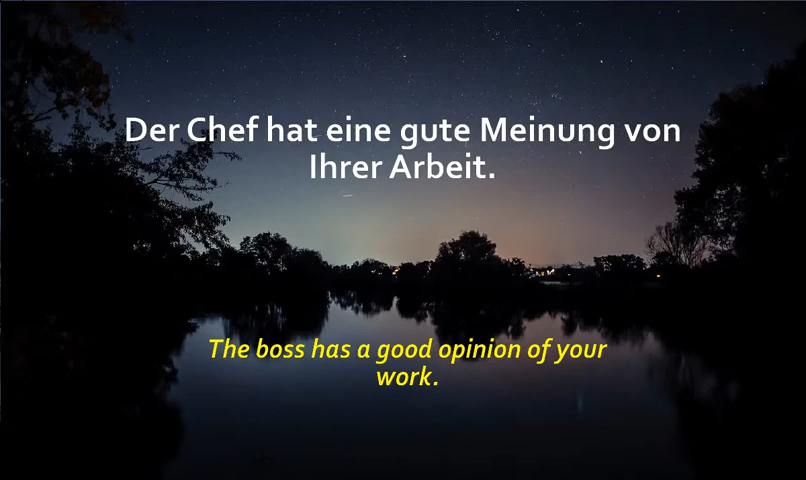 Der Chef hat eine gute Meinung von
Ihrer Arbeit.
The boss has a good opinion of your
work.